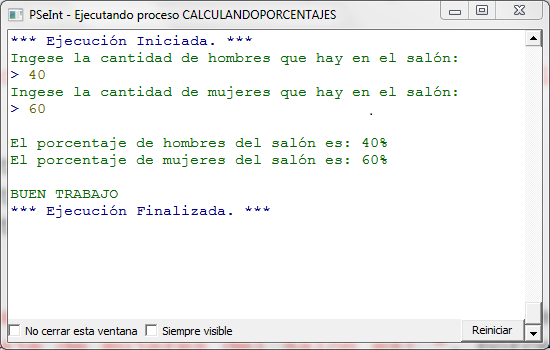 PSeInt - Ejecutando proceso CALCULANDOPORCENTAJES
*** Ejecución Iniciada. ***
Ingese la cantidad de hombres que hay en el salón:
> 40
Ingese la cantidad de mujeres que hay en el salón:
> 60
El porcentaje de hombres del salón es: 40%
El porcentaje de mujeres del salón es: 60%
BUEN TRABAJO
*** Ejecución Finalizada. ***
No cerrar esta ventana Siempre visible Reiniciar